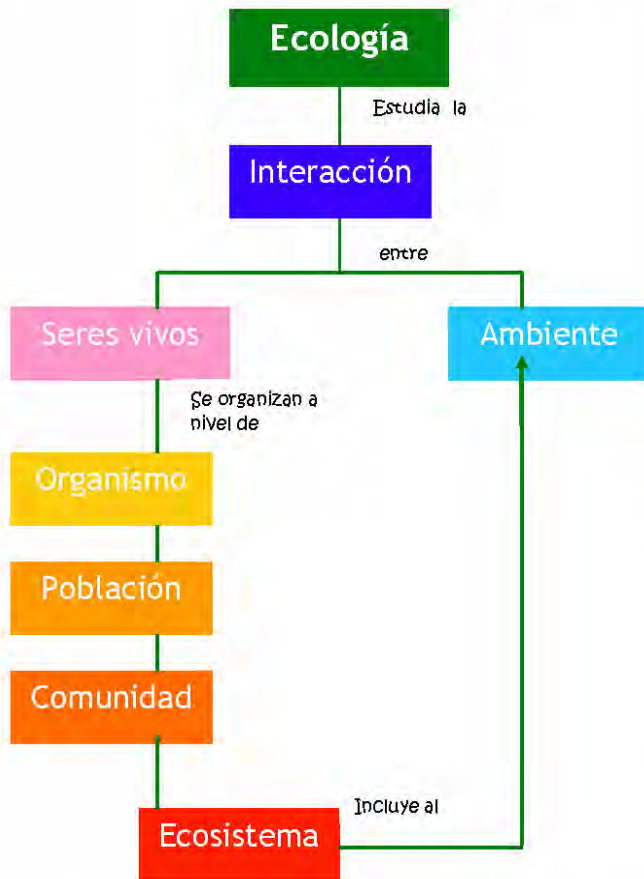 Ecología
Estudia la
Interacción
entre
Seres vivos
Ambiente
Se organizan a
nivel de
Organismo
Población
Comunidad
Incluye al
Ecosistema